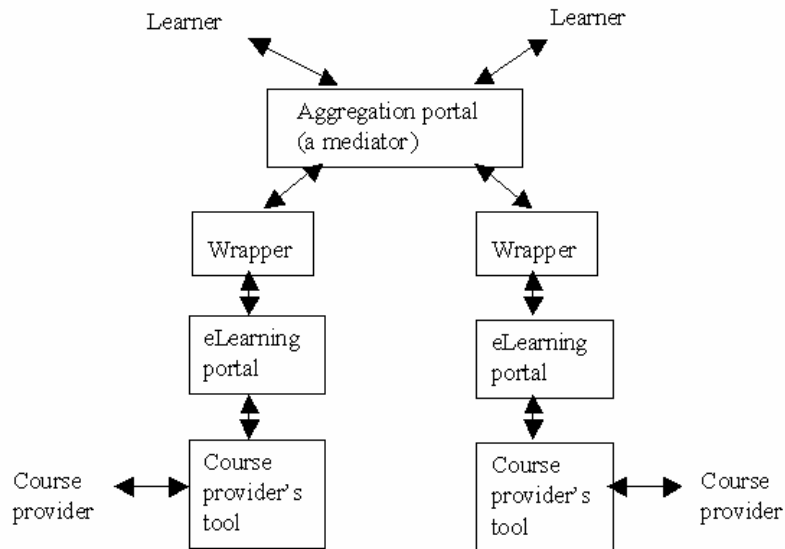 Learner
Learner
Aggregation portal
(a mediator)
Wrapper
Wrapper
eLearning
portal
eLearning
portal
Course
provider's
tool
Course
provider's
tool
Course
provider
Course
provider